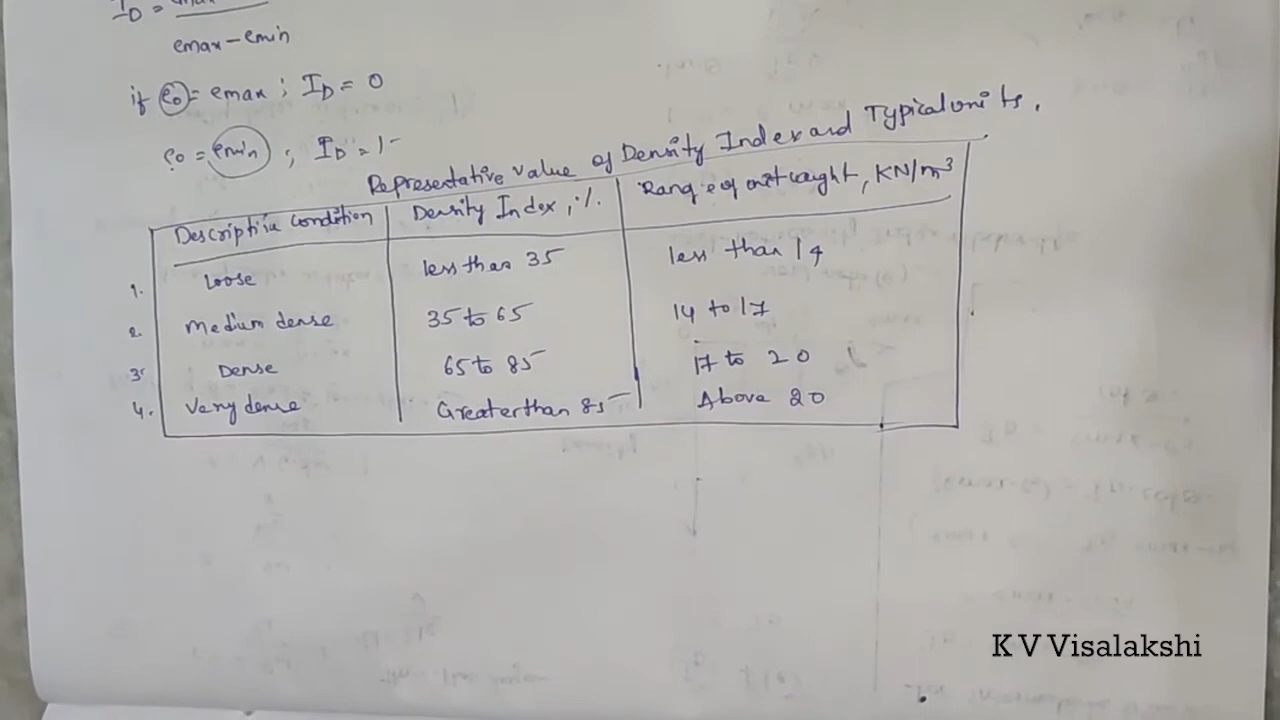 emax - emin
if e₀ = emax ; I_D = 0
e₀ = emin ; I_D = 1
Representative value of Density Index and Typical units.
Descriptive condition | Density Index, % | Range of unit weight, KN/m³
1. Loose | less than 35 | less than 14
2. Medium dense | 35 to 65 | 14 to 17
3. Dense | 65 to 85 | 17 to 20
4. Very dense | Greater than 85 | Above 20
K V Visalakshi